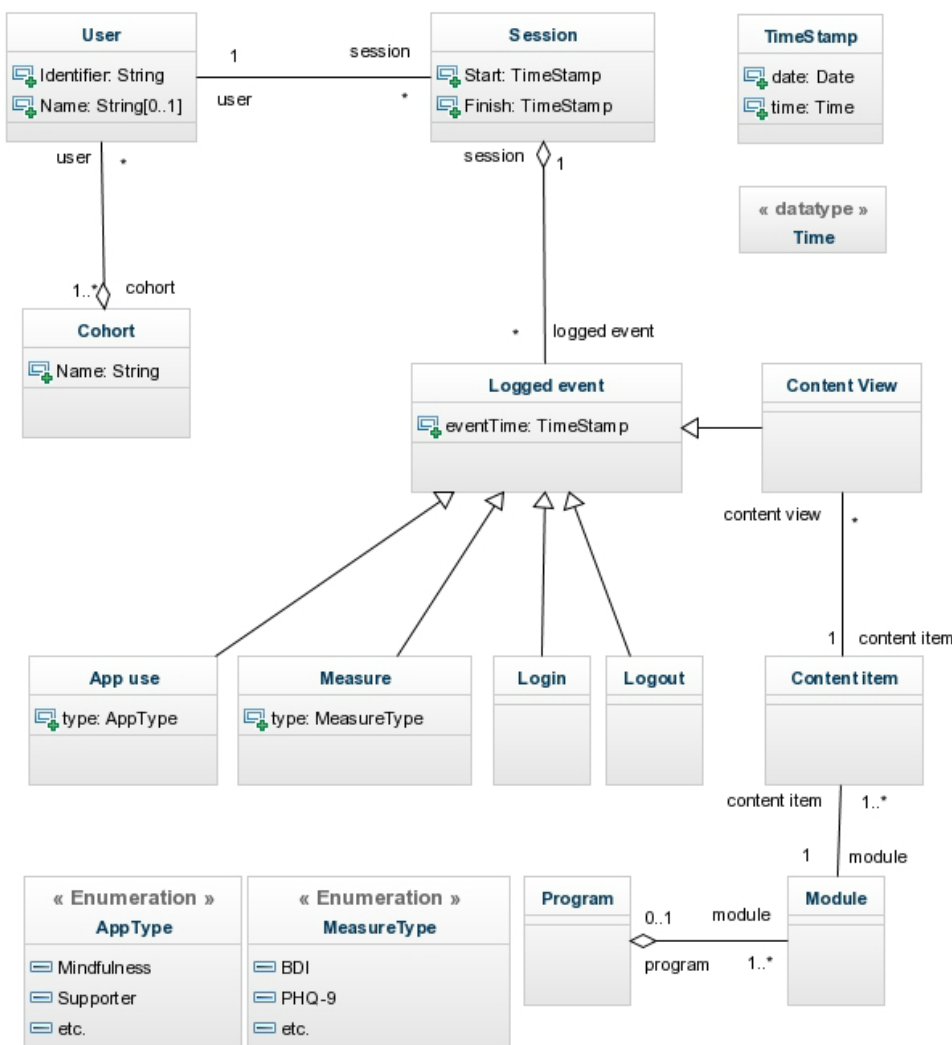 User
Identifier: String
Name: String[0..1]
1
session
user
*
Session
Start: TimeStamp
Finish: TimeStamp
TimeStamp
date: Date
time: Time
« datatype »
Time
user
*
session
1
1..*
cohort
Cohort
Name: String
*
logged event
Logged event
eventTime: TimeStamp
Content View
content view
*
1
content item
App use
type: AppType
Measure
type: MeasureType
Login
Logout
Content item
content item
1..*
1
module
« Enumeration »
AppType
Mindfulness
Supporter
etc.
« Enumeration »
MeasureType
BDI
PHQ-9
etc.
Program
0..1
module
program
1..*
Module